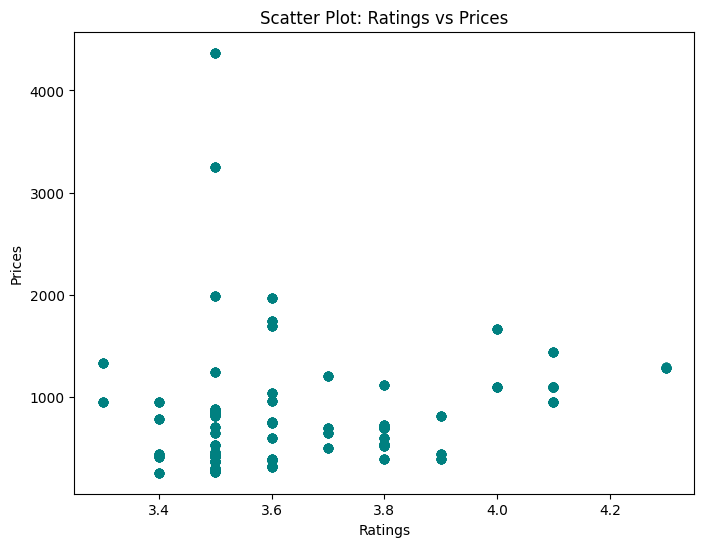 Scatter Plot: Ratings vs Prices
4000
3000
2000
1000
Prices
3.4 3.6 3.8 4.0 4.2
Ratings